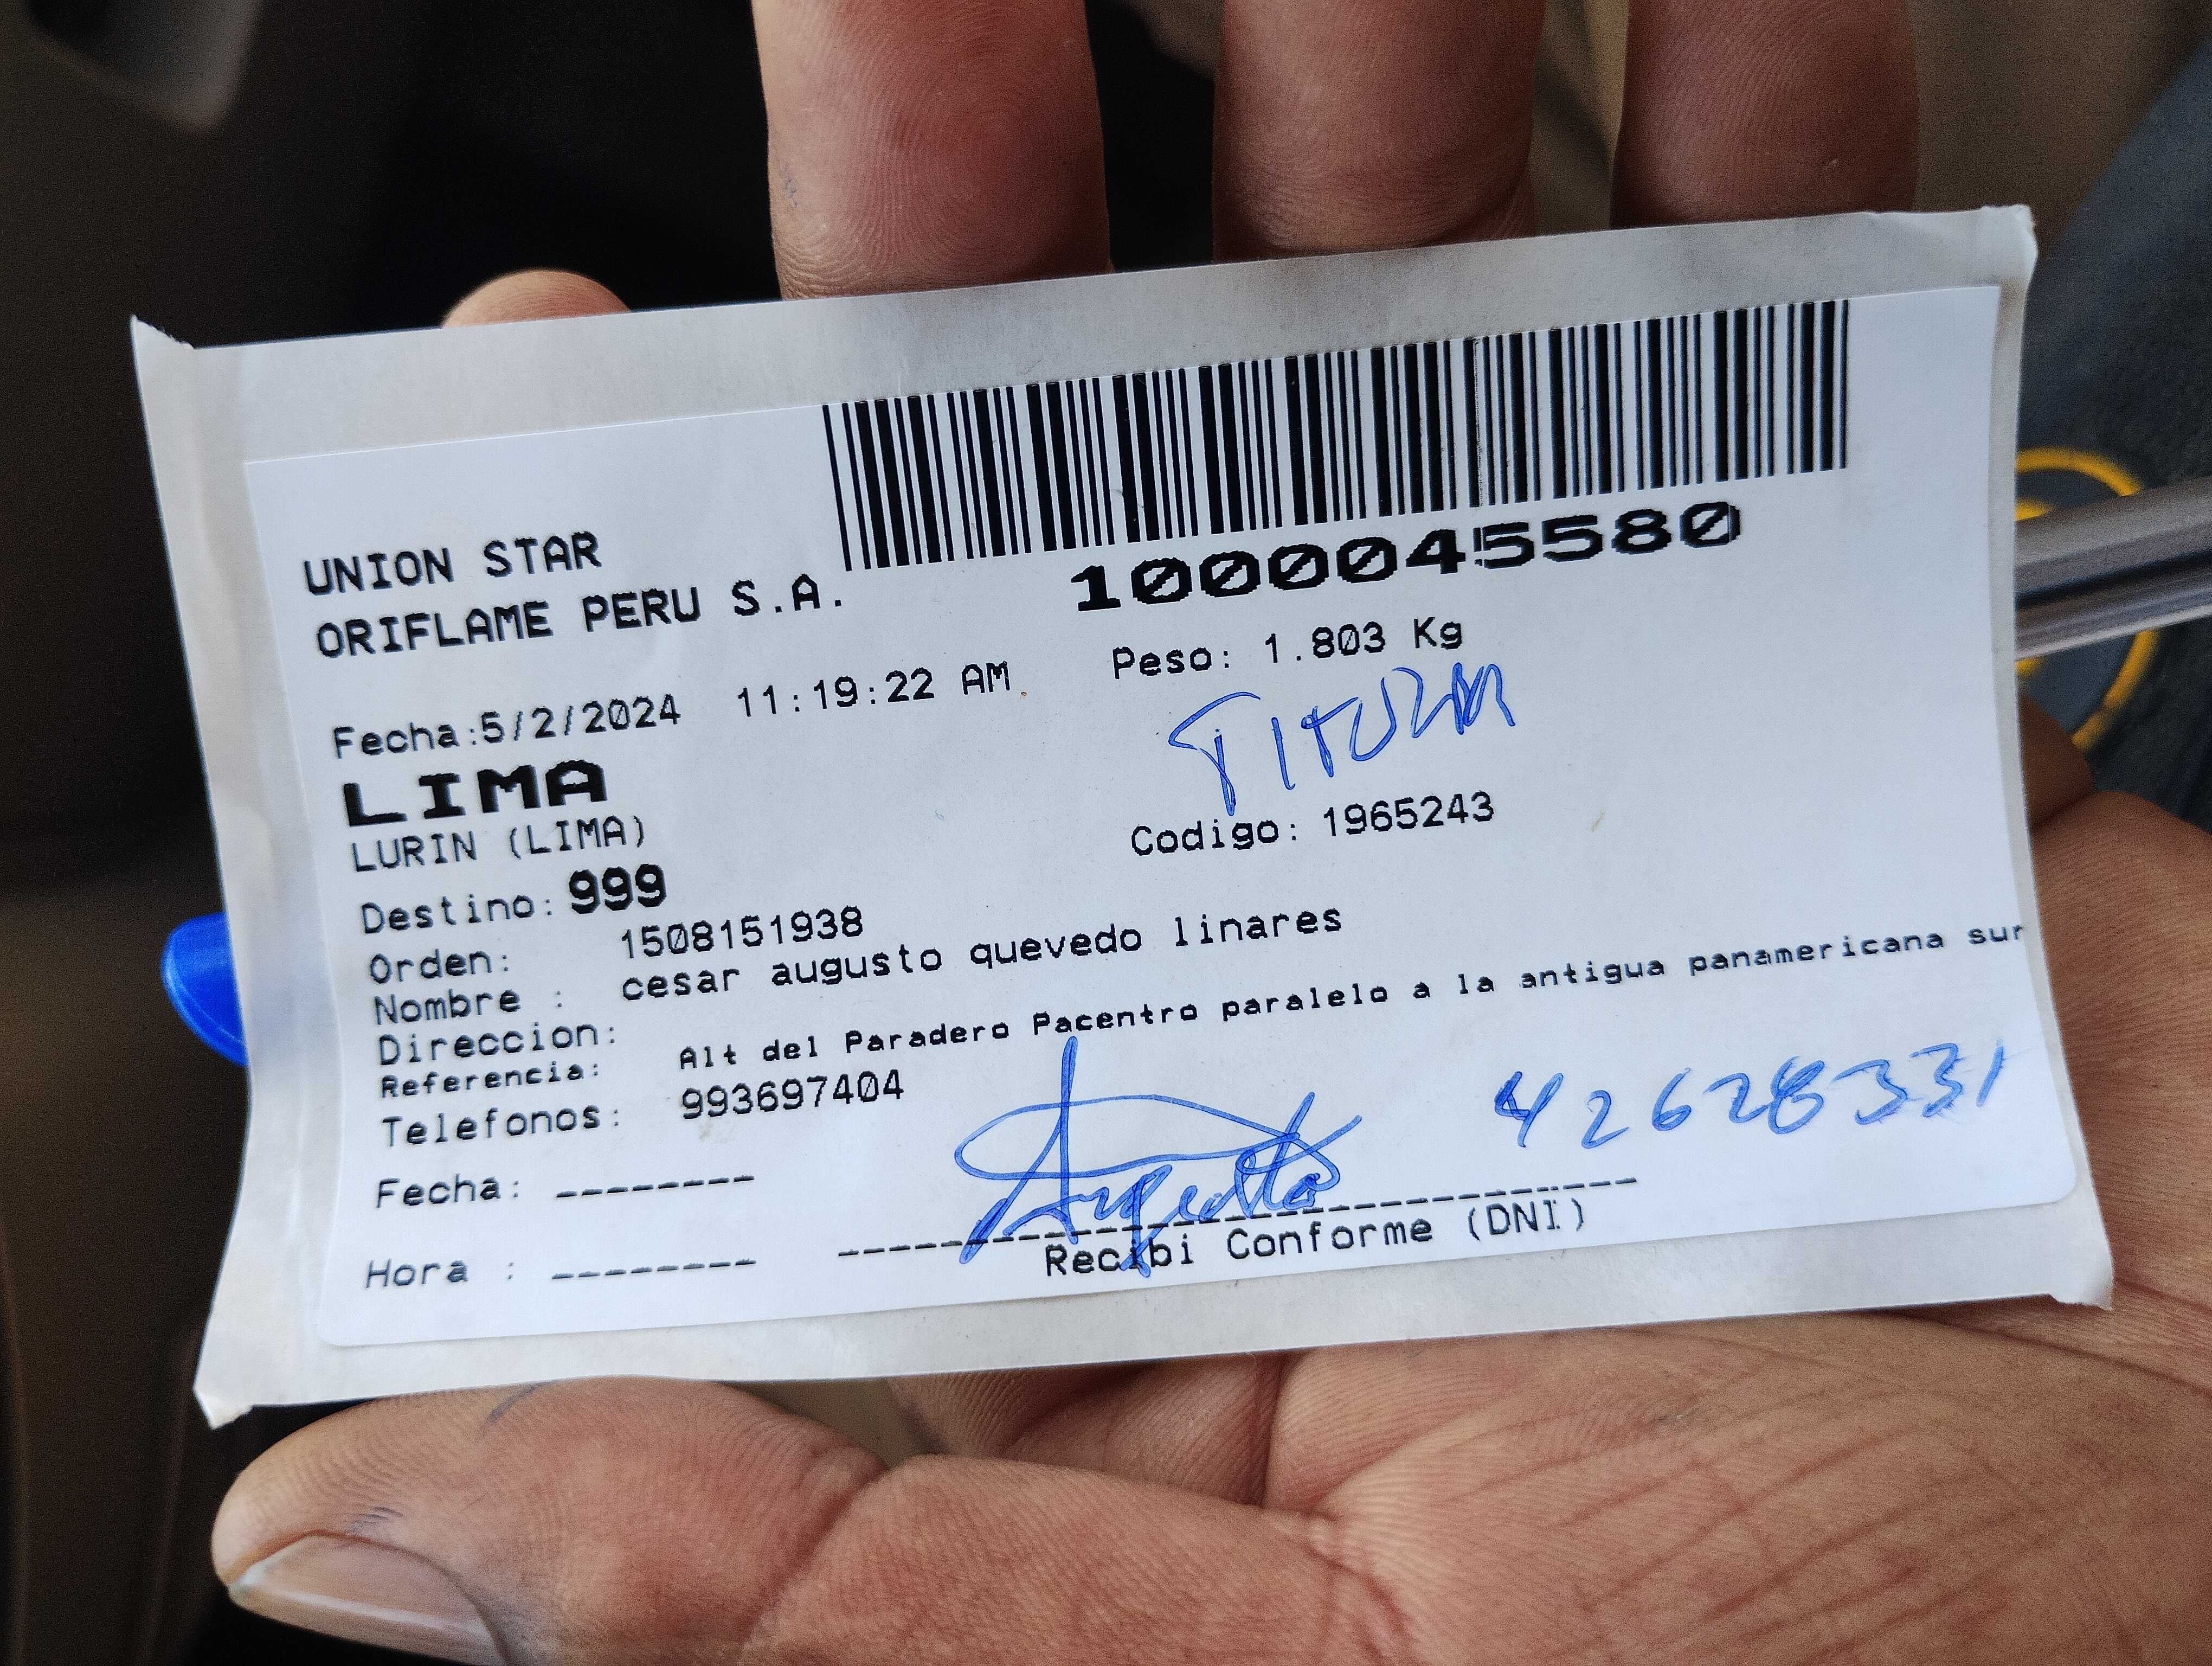 UNION STAR
ORIFLAME PERU S.A.
1000045580
Fecha:5/2/2024 11:19:22 AM
Peso: 1.803 Kg
TITULAR
LIMA
LURIN (LIMA)
Codigo: 1965243
Destino: 999
Orden: 1508151938
Nombre : cesar augusto quevedo linares
Direccion:
Referencia: Alt del Paradero Pacentro paralelo a la antigua panamericana sur
Telefonos: 993697404
42628331
Fecha: --------
Augusto
Hora : --------
Recibi Conforme (DNI)